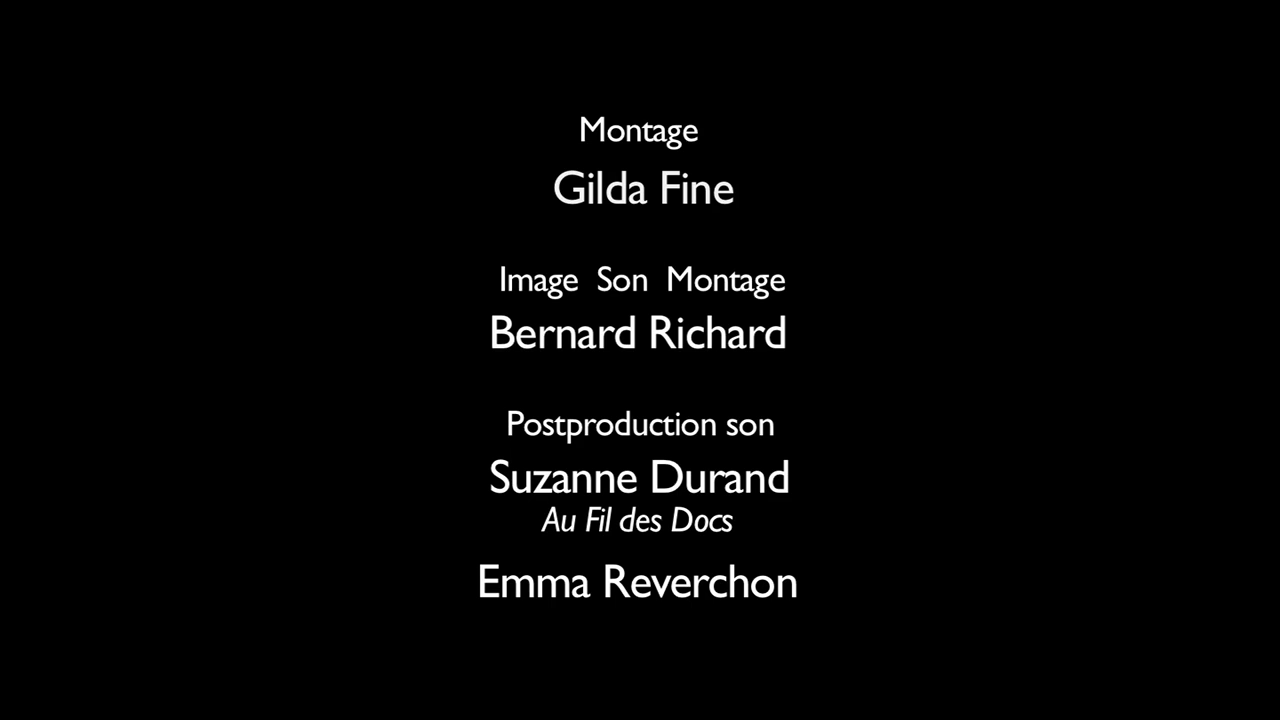 Montage
Gilda Fine
Image Son Montage
Bernard Richard
Postproduction son
Suzanne Durand
Au Fil des Docs
Emma Reverchon